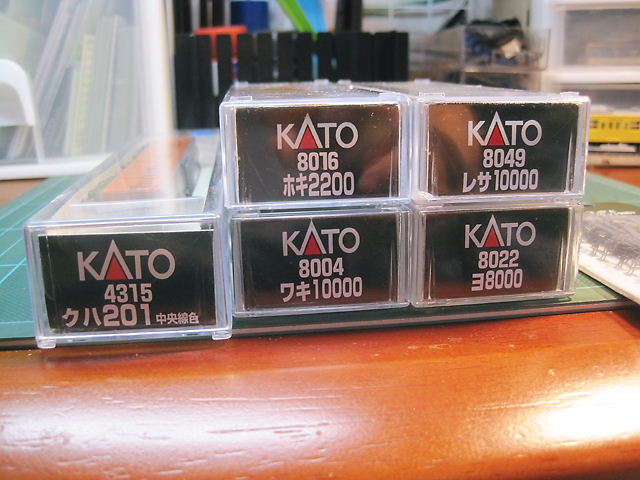 KATO
8016
ホキ2200
KATO
8049
レサ10000
KATO
4315
クハ201 中央線色
KATO
8004
ワキ10000
KATO
8022
ヨ8000